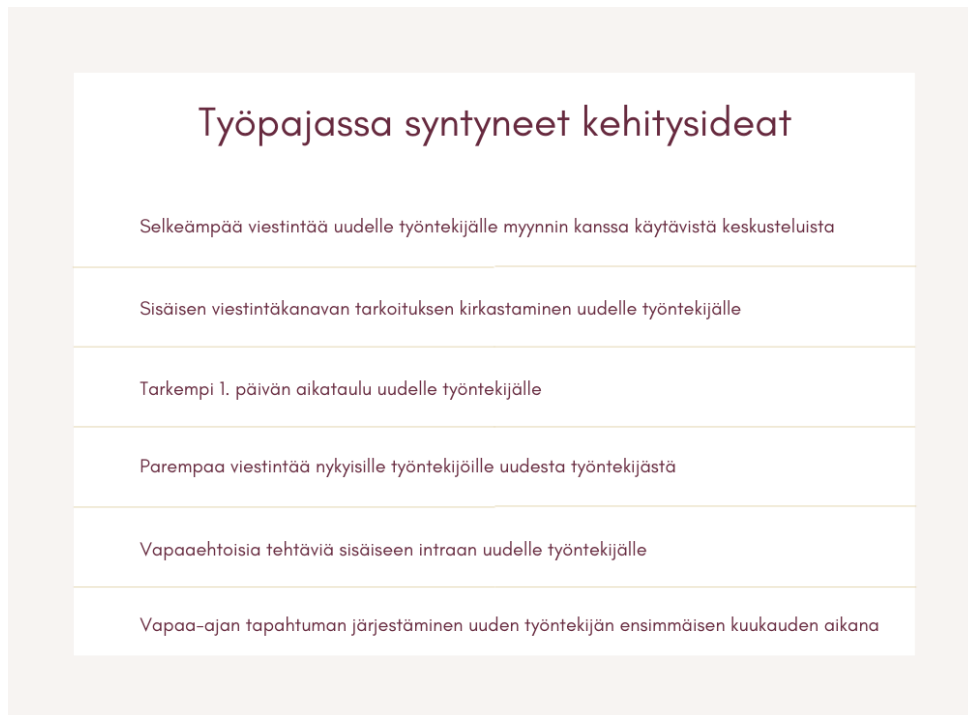 Työpajassa syntyneet kehitysideat
Selkeämpää viestintää uudelle työntekijälle myynnin kanssa käytävistä keskusteluista
Sisäisen viestintäkanavan tarkoituksen kirkastaminen uudelle työntekijälle
Tarkempi 1. päivän aikataulu uudelle työntekijälle
Parempaa viestintää nykyisille työntekijöille uudesta työntekijästä
Vapaaehtoisia tehtäviä sisäiseen intraan uudelle työntekijälle
Vapaa-ajan tapahtuman järjestäminen uuden työntekijän ensimmäisen kuukauden aikana